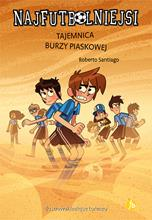 NAJFUTBOLNIEJSI
TAJEMNICA
BURZY PIASKOWEJ
Roberto Santiago